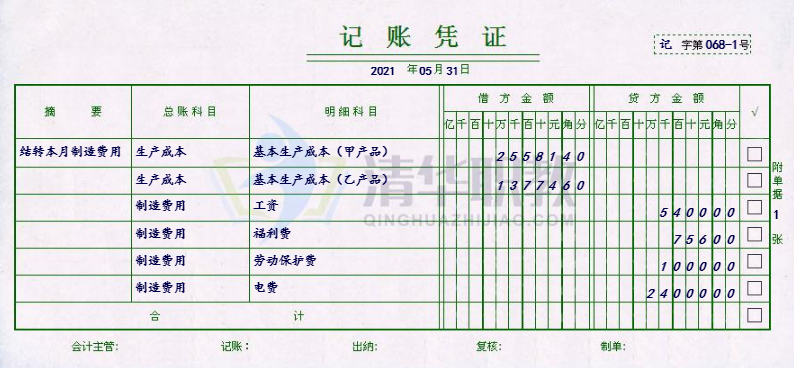 记账凭证
记 字第 068-1 号
2021 年 05 月 31 日
摘 要 总账科目 明细科目 借方金额 贷方金额 √
亿千百十万千百十元角分 亿千百十万千百十元角分
结转本月制造费用 生产成本 基本生产成本（甲产品） 2558140
生产成本 基本生产成本（乙产品） 1377460
制造费用 工资 540000
制造费用 福利费 75600
制造费用 劳动保护费 100000
制造费用 电费 2400000
合 计
附单据 1 张
会计主管： 记账： 出纳： 复核： 制单：
清华职教
QINGHUAZHIJIAO.COM